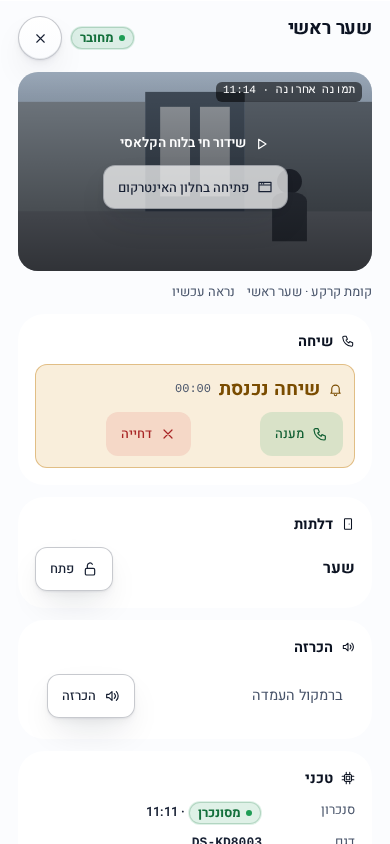 שער ראשי
מחובר
תמונה אחרונה · 11:14
שידור חי בלוח הקלאסי
פתיחה בחלון האינטרקום
קומת קרקע · שער ראשי נראה עכשיו
שיחה
שיחה נכנסת 00:00
מענה
דחייה
דלתות
שער
פתח
הכרזה
ברמקול העמדה
הכרזה
טכני
סנכרון מסונכרן · 11:11
דגם DS-KD8003